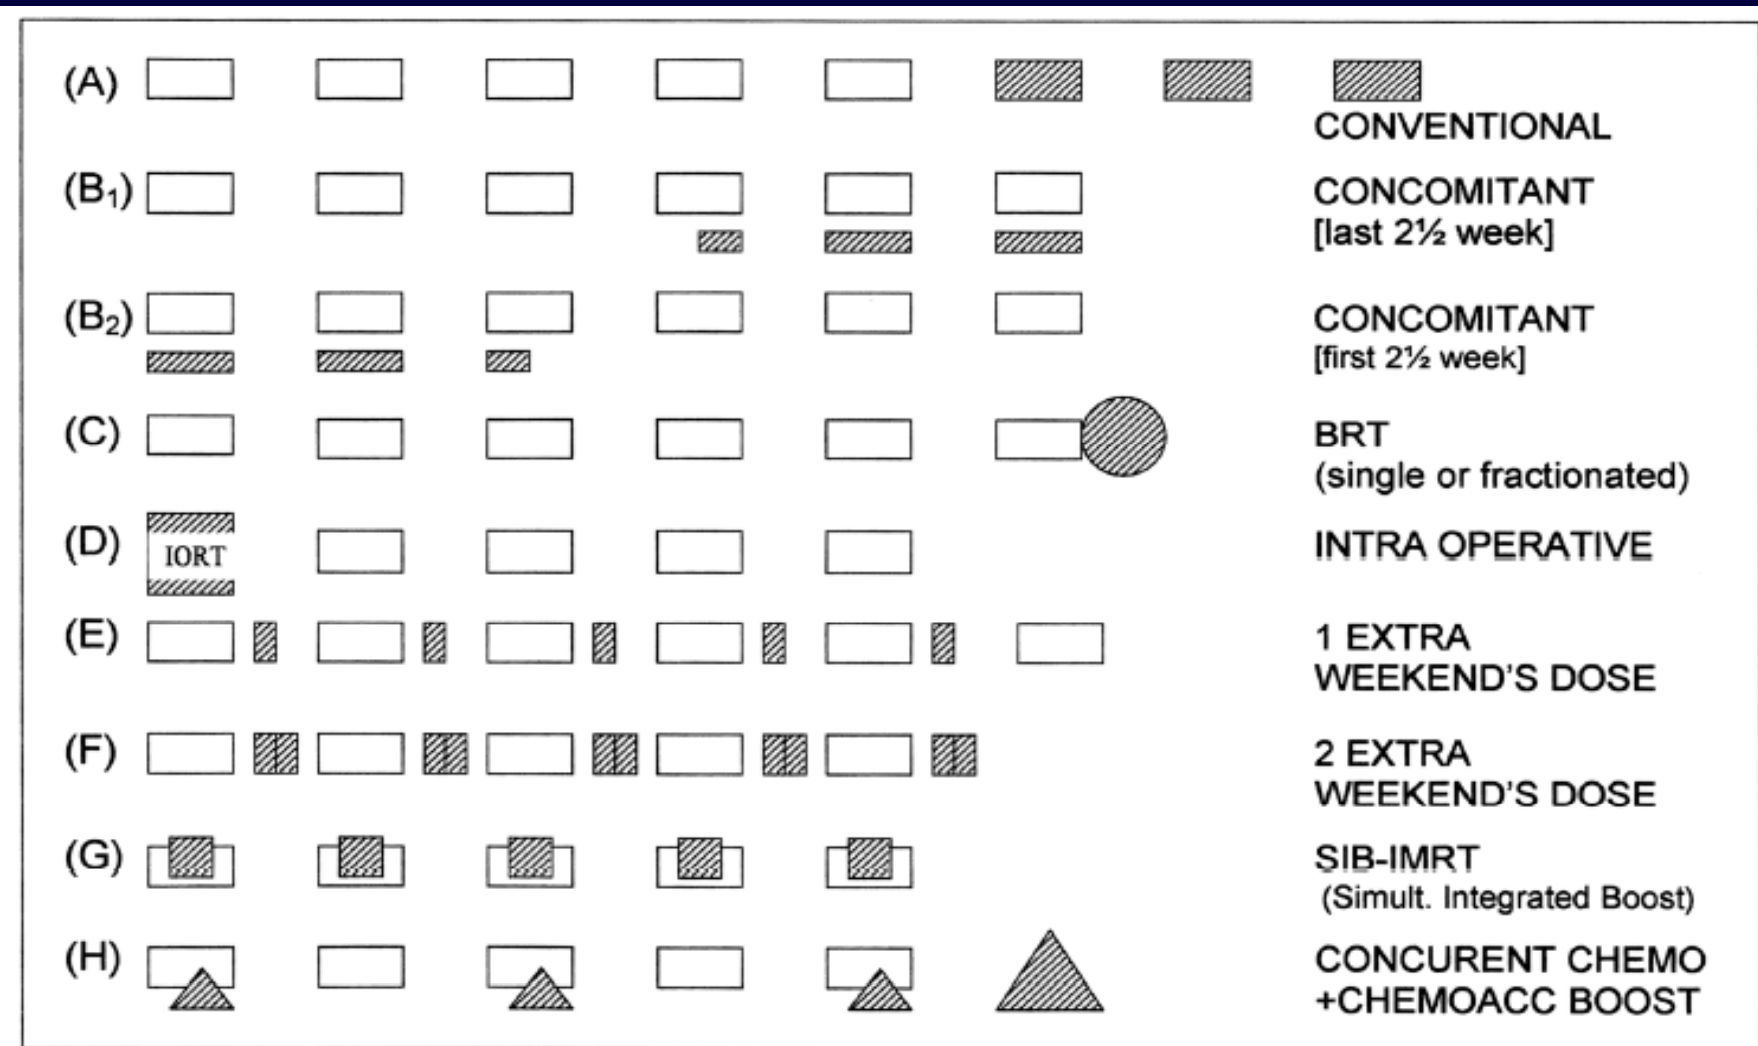 (A)
CONVENTIONAL
(B₁) CONCOMITANT
[last 2½ week]
(B₂) CONCOMITANT
[first 2½ week]
(C) BRT
(single or fractionated)
(D) IORT INTRA OPERATIVE
(E) 1 EXTRA
WEEKEND'S DOSE
(F) 2 EXTRA
WEEKEND'S DOSE
(G) SIB-IMRT
(Simult. Integrated Boost)
(H) CONCURENT CHEMO
+CHEMOACC BOOST